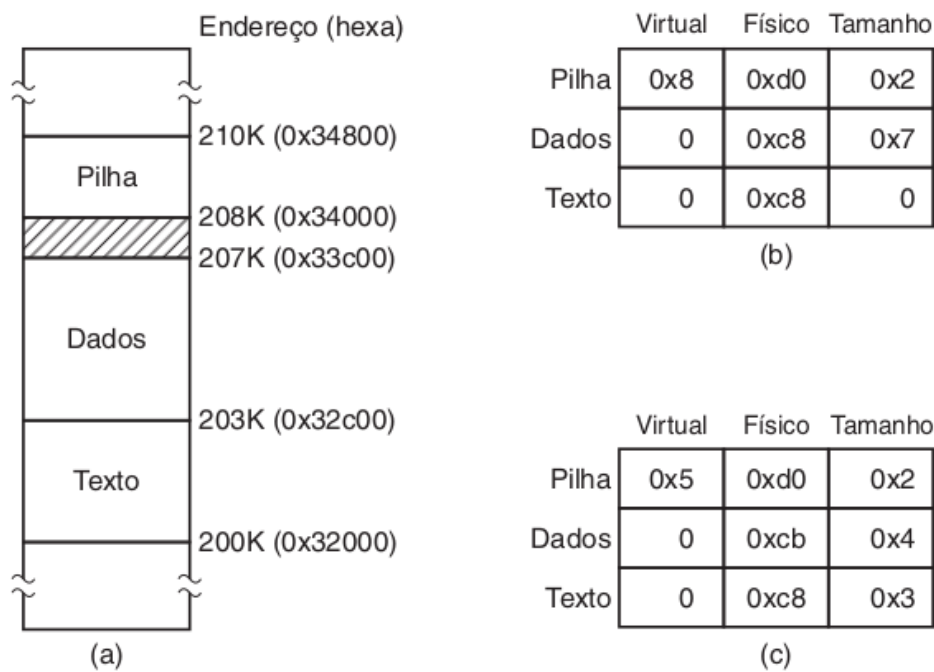 Endereço (hexa)
210K (0x34800)
Pilha
208K (0x34000)
207K (0x33c00)
Dados
203K (0x32c00)
Texto
200K (0x32000)
(a)
Virtual Físico Tamanho
Pilha 0x8 0xd0 0x2
Dados 0 0xc8 0x7
Texto 0 0xc8 0
(b)
Virtual Físico Tamanho
Pilha 0x5 0xd0 0x2
Dados 0 0xcb 0x4
Texto 0 0xc8 0x3
(c)